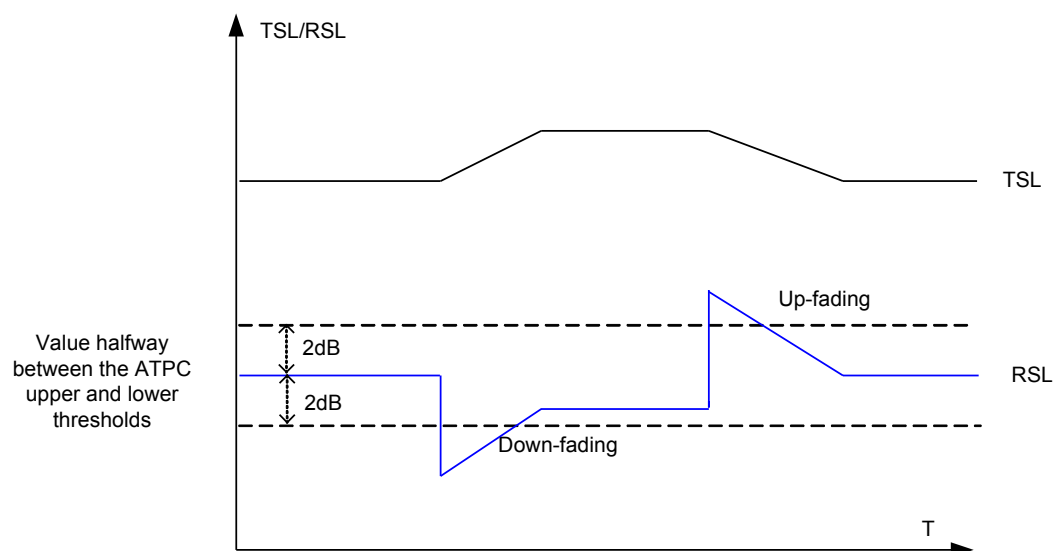 TSL/RSL
TSL
Up-fading
Value halfway
between the ATPC
upper and lower
thresholds
2dB
RSL
2dB
Down-fading
T